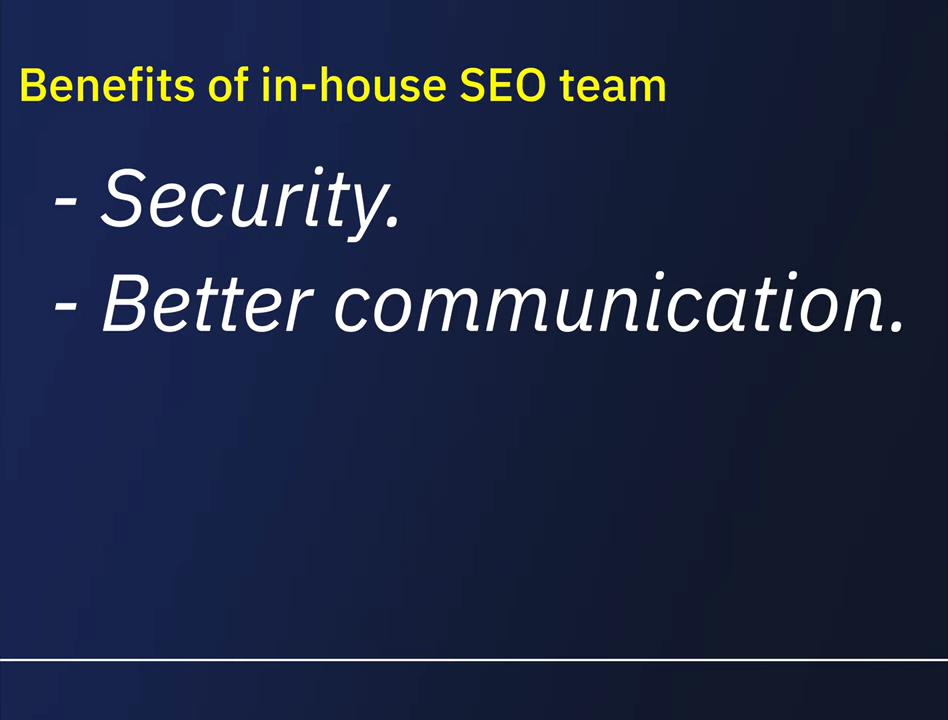 Benefits of in-house SEO team
- Security.
- Better communication.